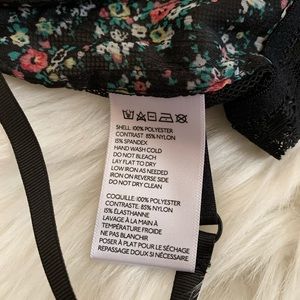 SHELL: 100% POLYESTER
CONTRAST: 85% NYLON
15% SPANDEX
HAND WASH COLD
DO NOT BLEACH
LAY FLAT TO DRY
LOW IRON AS NEEDED
IRON ON REVERSE SIDE
DO NOT DRY CLEAN
COQUILLE: 100% POLYESTER
CONTRASTE: 85% NYLON
15% ÉLASTHANNE
LAVAGE À LA MAIN À
TEMPÉRATURE FROIDE
NE PAS BLANCHIR
POSER À PLAT POUR LE SÉCHAGE
REPASSAGE DOUX SI NÉCESSAIRE